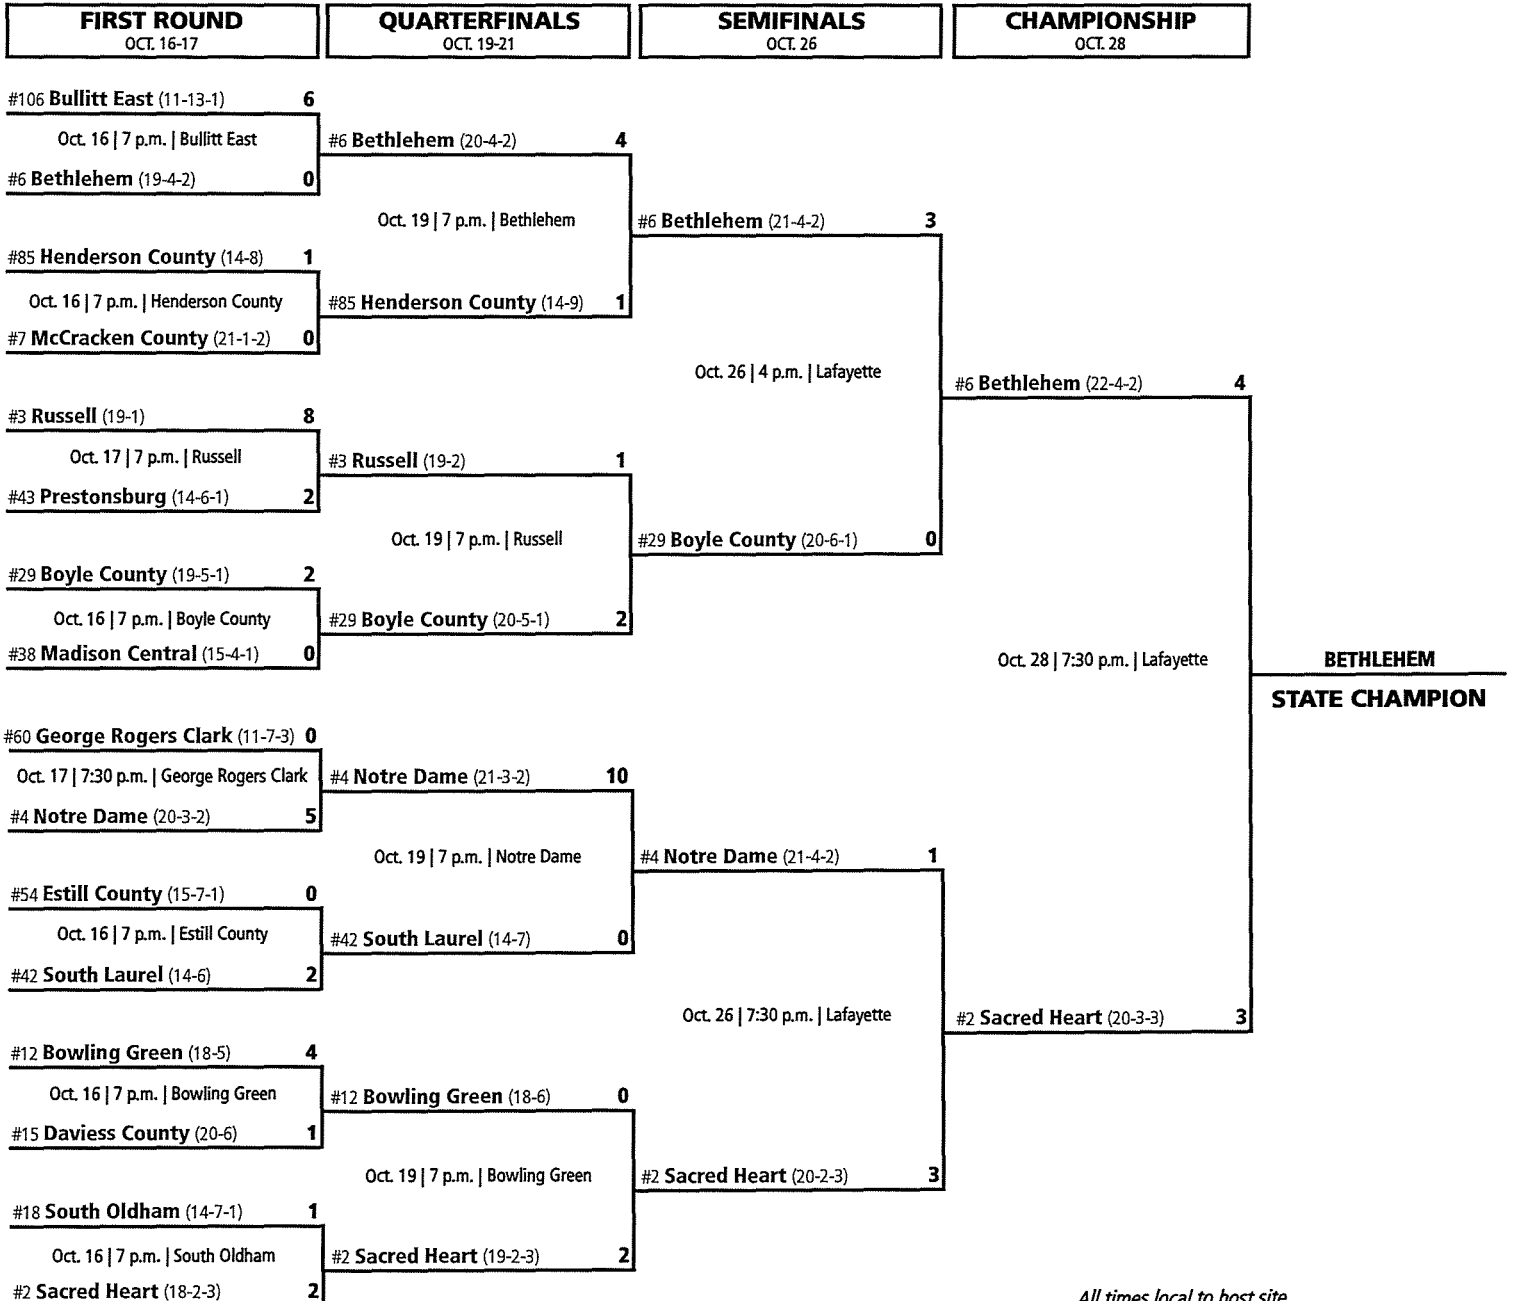 FIRST ROUND
OCT. 16-17
QUARTERFINALS
OCT. 19-21
SEMIFINALS
OCT. 26
CHAMPIONSHIP
OCT. 28
#106 Bullitt East (11-13-1) 6
Oct. 16 | 7 p.m. | Bullitt East
#6 Bethlehem (19-4-2) 0
#85 Henderson County (14-8) 1
Oct. 16 | 7 p.m. | Henderson County
#7 McCracken County (21-1-2) 0
#3 Russell (19-1) 8
Oct. 17 | 7 p.m. | Russell
#43 Prestonsburg (14-6-1) 2
#29 Boyle County (19-5-1) 2
Oct. 16 | 7 p.m. | Boyle County
#38 Madison Central (15-4-1) 0
#60 George Rogers Clark (11-7-3) 0
Oct. 17 | 7:30 p.m. | George Rogers Clark
#4 Notre Dame (20-3-2) 5
#54 Estill County (15-7-1) 0
Oct. 16 | 7 p.m. | Estill County
#42 South Laurel (14-6) 2
#12 Bowling Green (18-5) 4
Oct. 16 | 7 p.m. | Bowling Green
#15 Daviess County (20-6) 1
#18 South Oldham (14-7-1) 1
Oct. 16 | 7 p.m. | South Oldham
#2 Sacred Heart (18-2-3) 2
#6 Bethlehem (20-4-2) 4
Oct. 19 | 7 p.m. | Bethlehem
#85 Henderson County (14-9) 1
#3 Russell (19-2) 1
Oct. 19 | 7 p.m. | Russell
#29 Boyle County (20-5-1) 2
#4 Notre Dame (21-3-2) 10
Oct. 19 | 7 p.m. | Notre Dame
#42 South Laurel (14-7) 0
#12 Bowling Green (18-6) 0
Oct. 19 | 7 p.m. | Bowling Green
#2 Sacred Heart (19-2-3) 2
#6 Bethlehem (21-4-2) 3
Oct. 26 | 4 p.m. | Lafayette
#29 Boyle County (20-6-1) 0
#4 Notre Dame (21-4-2) 1
Oct. 26 | 7:30 p.m. | Lafayette
#2 Sacred Heart (20-2-3) 3
#6 Bethlehem (22-4-2) 4
Oct. 28 | 7:30 p.m. | Lafayette
#2 Sacred Heart (20-3-3) 3
BETHLEHEM
STATE CHAMPION
All times local to host site